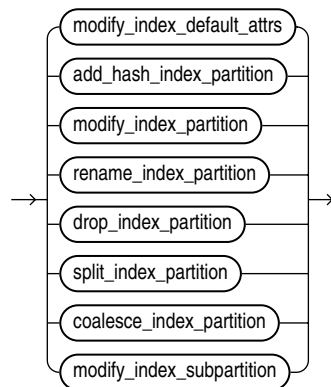 modify_index_default_attrs
add_hash_index_partition
modify_index_partition
rename_index_partition
drop_index_partition
split_index_partition
coalesce_index_partition
modify_index_subpartition